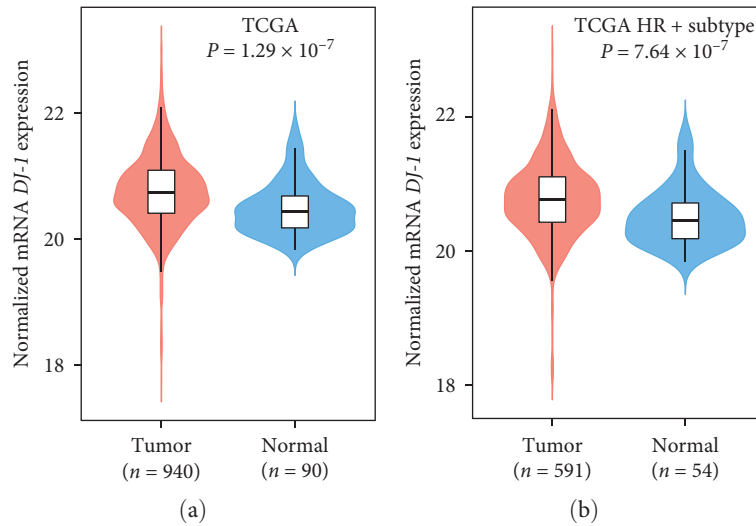 TCGA
P = 1.29 × 10⁻⁷
Normalized mRNA DJ-1 expression
22
20
18
Tumor
(n = 940)
Normal
(n = 90)
(a)
TCGA HR + subtype
P = 7.64 × 10⁻⁷
Normalized mRNA DJ-1 expression
22
20
18
Tumor
(n = 591)
Normal
(n = 54)
(b)